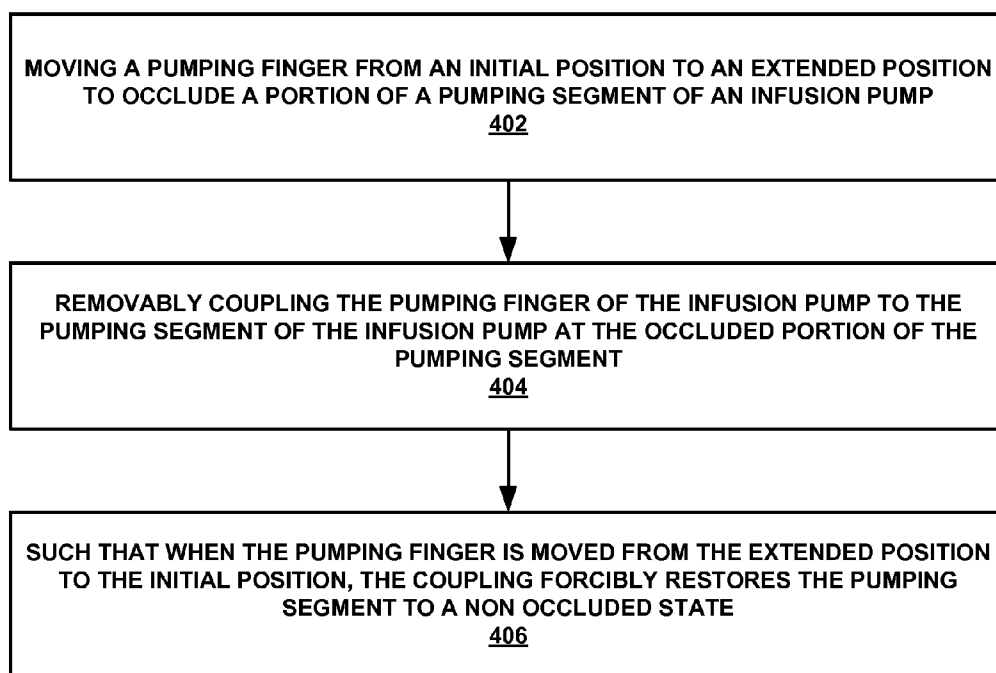 MOVING A PUMPING FINGER FROM AN INITIAL POSITION TO AN EXTENDED POSITION
TO OCCLUDE A PORTION OF A PUMPING SEGMENT OF AN INFUSION PUMP
402
REMOVABLY COUPLING THE PUMPING FINGER OF THE INFUSION PUMP TO THE
PUMPING SEGMENT OF THE INFUSION PUMP AT THE OCCLUDED PORTION OF THE
PUMPING SEGMENT
404
SUCH THAT WHEN THE PUMPING FINGER IS MOVED FROM THE EXTENDED POSITION
TO THE INITIAL POSITION, THE COUPLING FORCIBLY RESTORES THE PUMPING
SEGMENT TO A NON OCCLUDED STATE
406